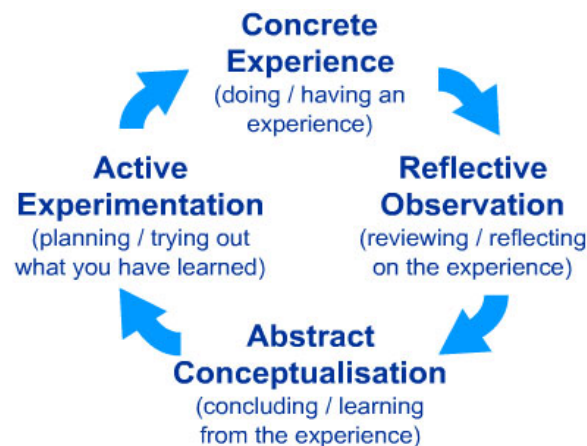 Concrete
Experience
(doing / having an
experience)
Reflective
Observation
(reviewing / reflecting
on the experience)
Abstract
Conceptualisation
(concluding / learning
from the experience)
Active
Experimentation
(planning / trying out
what you have learned)